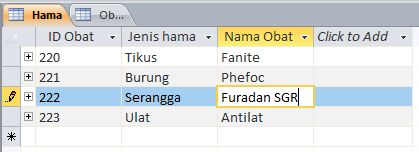 Hama Ob...
ID Obat Jenis hama Nama Obat Click to Add
220 Tikus Fanite
221 Burung Phefoc
222 Serangga Furadan SGR
223 Ulat Antilat